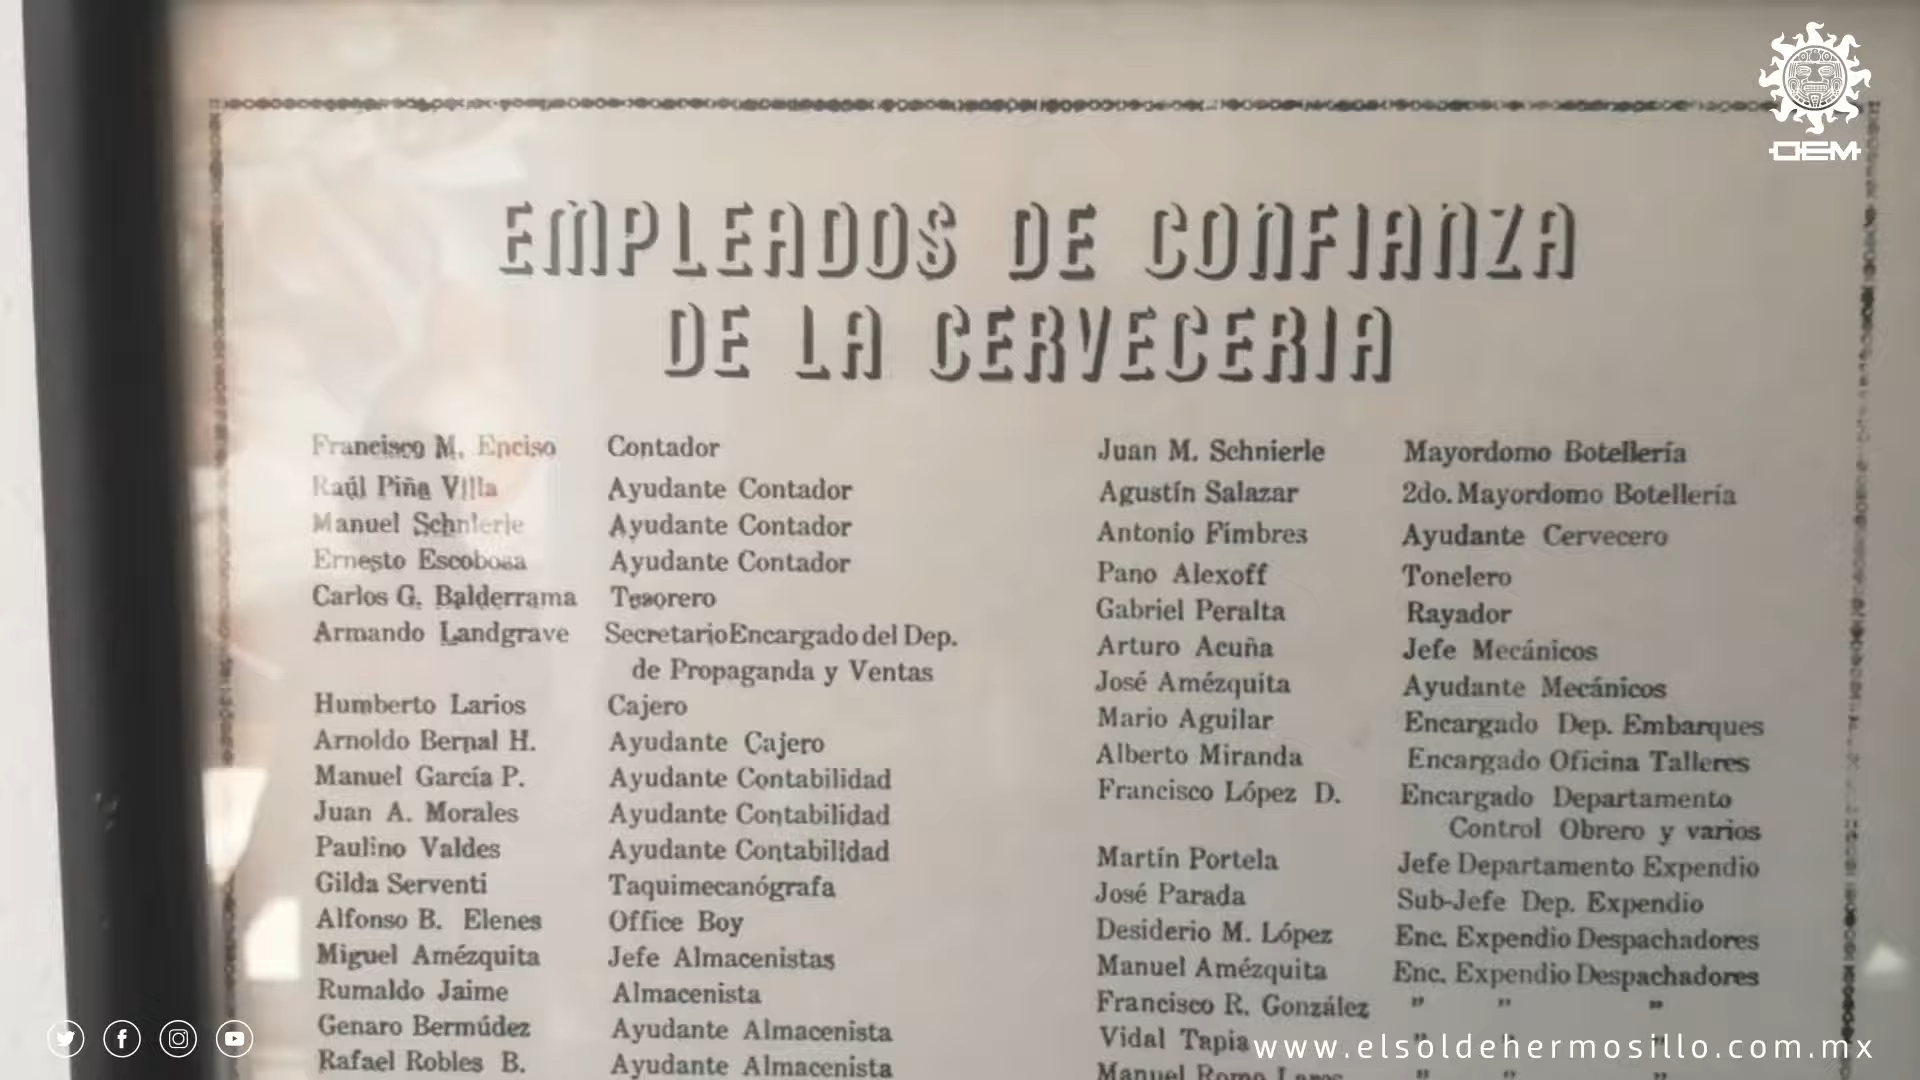 OEM
EMPLEADOS DE CONFIANZA
DE LA CERVECERIA
Francisco M. Enciso Contador
Raúl Piña Villa Ayudante Contador
Manuel Schnierle Ayudante Contador
Ernesto Escobosa Ayudante Contador
Carlos G. Balderrama Tesorero
Armando Landgrave Secretario Encargado del Dep.
de Propaganda y Ventas
Humberto Larios Cajero
Arnoldo Bernal H. Ayudante Cajero
Manuel García P. Ayudante Contabilidad
Juan A. Morales Ayudante Contabilidad
Paulino Valdes Ayudante Contabilidad
Gilda Serventi Taquimecanógrafa
Alfonso B. Elenes Office Boy
Miguel Amézquita Jefe Almacenistas
Rumaldo Jaime Almacenista
Genaro Bermúdez Ayudante Almacenista
Rafael Robles B. Ayudante Almacenista
Juan M. Schnierle Mayordomo Botellería
Agustín Salazar 2do. Mayordomo Botellería
Antonio Fimbres Ayudante Cervecero
Pano Alexoff Tonelero
Gabriel Peralta Rayador
Arturo Acuña Jefe Mecánicos
José Amézquita Ayudante Mecánicos
Mario Aguilar Encargado Dep. Embarques
Alberto Miranda Encargado Oficina Talleres
Francisco López D. Encargado Departamento
Control Obrero y varios
Martín Portela Jefe Departamento Expendio
José Parada Sub-Jefe Dep. Expendio
Desiderio M. López Enc. Expendio Despachadores
Manuel Amézquita Enc. Expendio Despachadores
Francisco R. González " " "
Vidal Tapia " " "
Manuel Romo " " "
www.elsoldehermosillo.com.mx